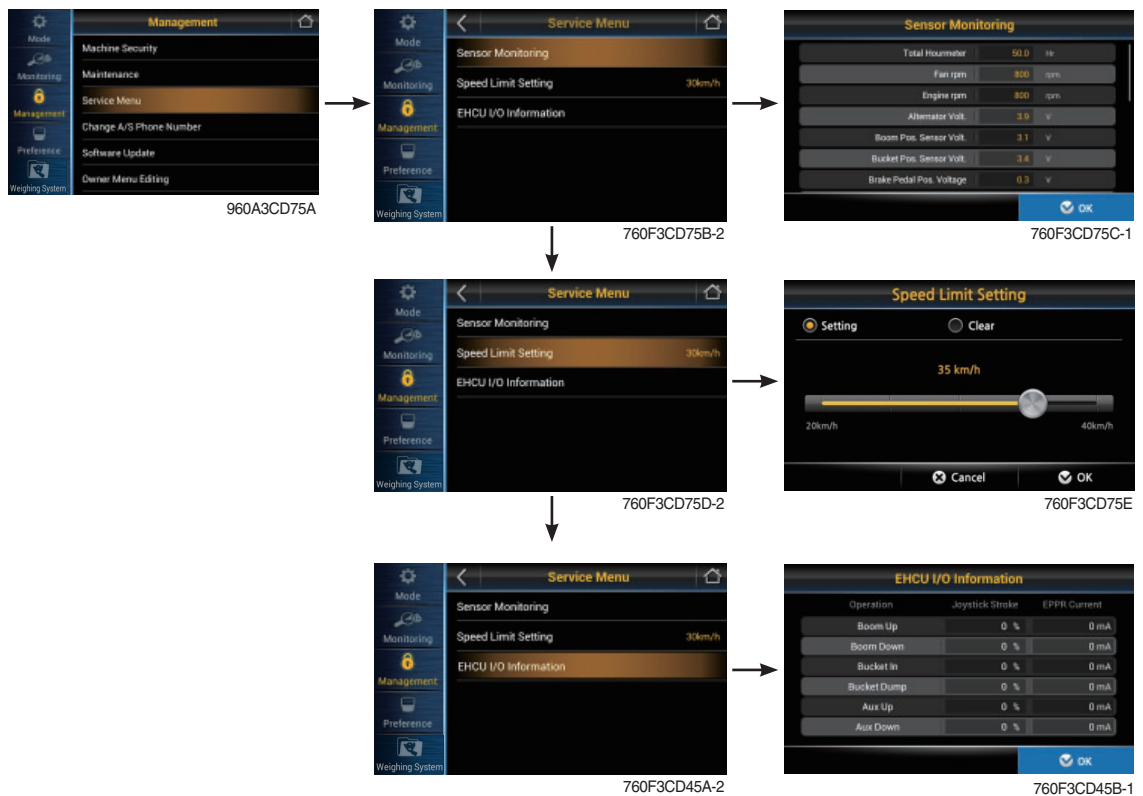 Management
Mode
Monitoring
Management
Preference
Weighing System
Machine Security
Maintenance
Service Menu
Change A/S Phone Number
Software Update
Owner Menu Editing
960A3CD75A
Service Menu
Mode
Monitoring
Management
Preference
Weighing System
Sensor Monitoring
Speed Limit Setting 30km/h
EHCU I/O Information
760F3CD75B-2
Sensor Monitoring
Total Hourmeter 50.0 Hr
Fan rpm 800 rpm
Engine rpm 800 rpm
Alternator Volt. 3.9 V
Boom Pos. Sensor Volt. 3.1 V
Bucket Pos. Sensor Volt. 3.4 V
Brake Pedal Pos. Voltage 0.3 V
OK
760F3CD75C-1
Service Menu
Mode
Monitoring
Management
Preference
Weighing System
Sensor Monitoring
Speed Limit Setting 30km/h
EHCU I/O Information
760F3CD75D-2
Speed Limit Setting
Setting Clear
35 km/h
20km/h 40km/h
Cancel OK
760F3CD75E
Service Menu
Mode
Monitoring
Management
Preference
Weighing System
Sensor Monitoring
Speed Limit Setting 30km/h
EHCU I/O Information
760F3CD45A-2
EHCU I/O Information
Operation Joystick Stroke EPPR Current
Boom Up 0 % 0 mA
Boom Down 0 % 0 mA
Bucket In 0 % 0 mA
Bucket Dump 0 % 0 mA
Aux Up 0 % 0 mA
Aux Down 0 % 0 mA
OK
760F3CD45B-1